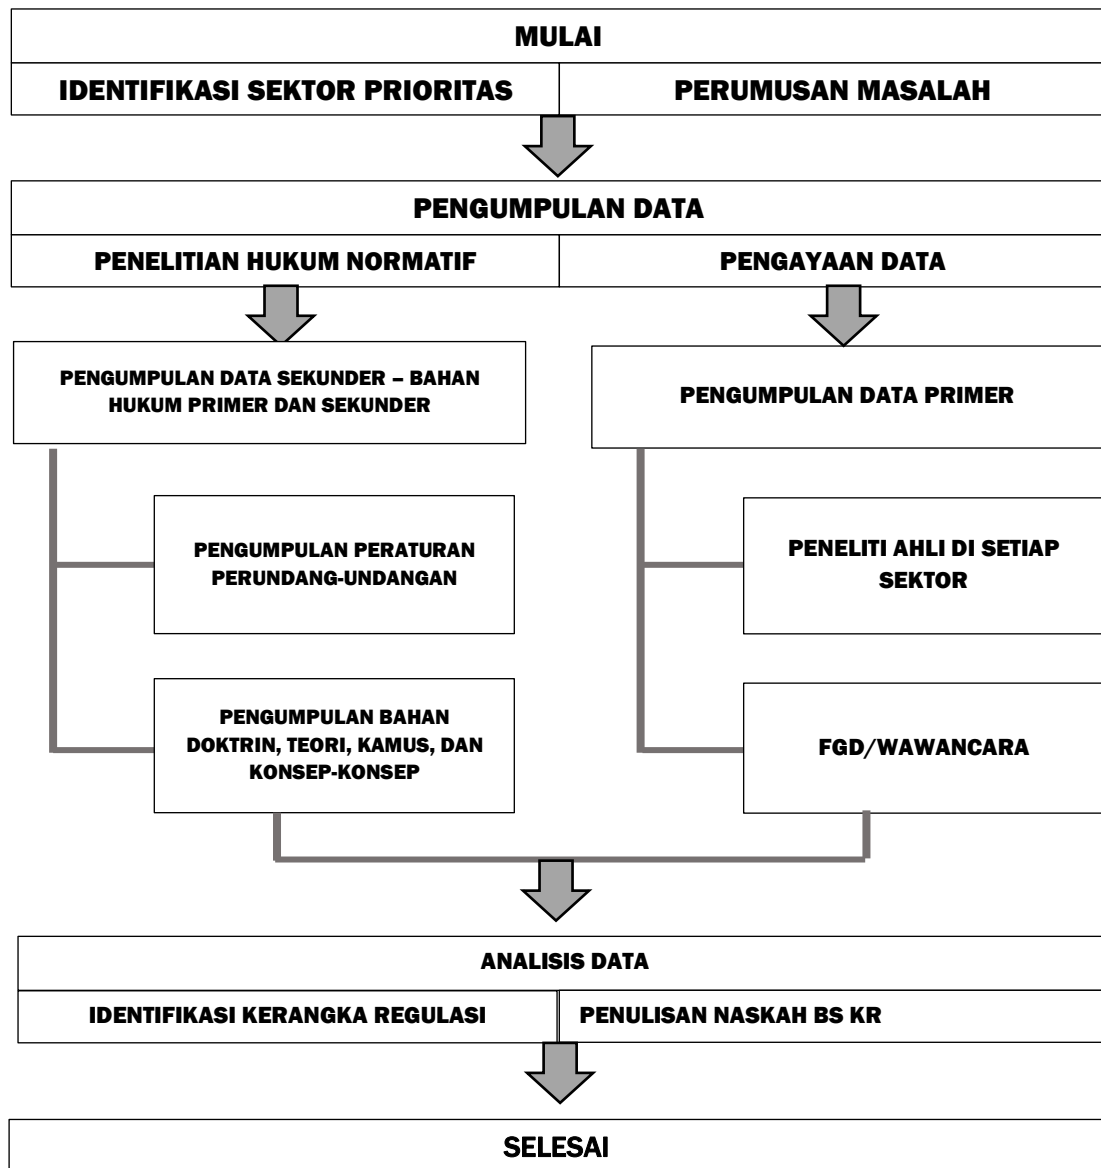 MULAI
IDENTIFIKASI SEKTOR PRIORITAS
PERUMUSAN MASALAH
PENGUMPULAN DATA
PENELITIAN HUKUM NORMATIF
PENGAYAAN DATA
PENGUMPULAN DATA SEKUNDER – BAHAN
HUKUM PRIMER DAN SEKUNDER
PENGUMPULAN DATA PRIMER
PENGUMPULAN PERATURAN
PERUNDANG-UNDANGAN
PENELITI AHLI DI SETIAP
SEKTOR
PENGUMPULAN BAHAN
DOKTRIN, TEORI, KAMUS, DAN
KONSEP-KONSEP
FGD/WAWANCARA
ANALISIS DATA
IDENTIFIKASI KERANGKA REGULASI
PENULISAN NASKAH BS KR
SELESAI